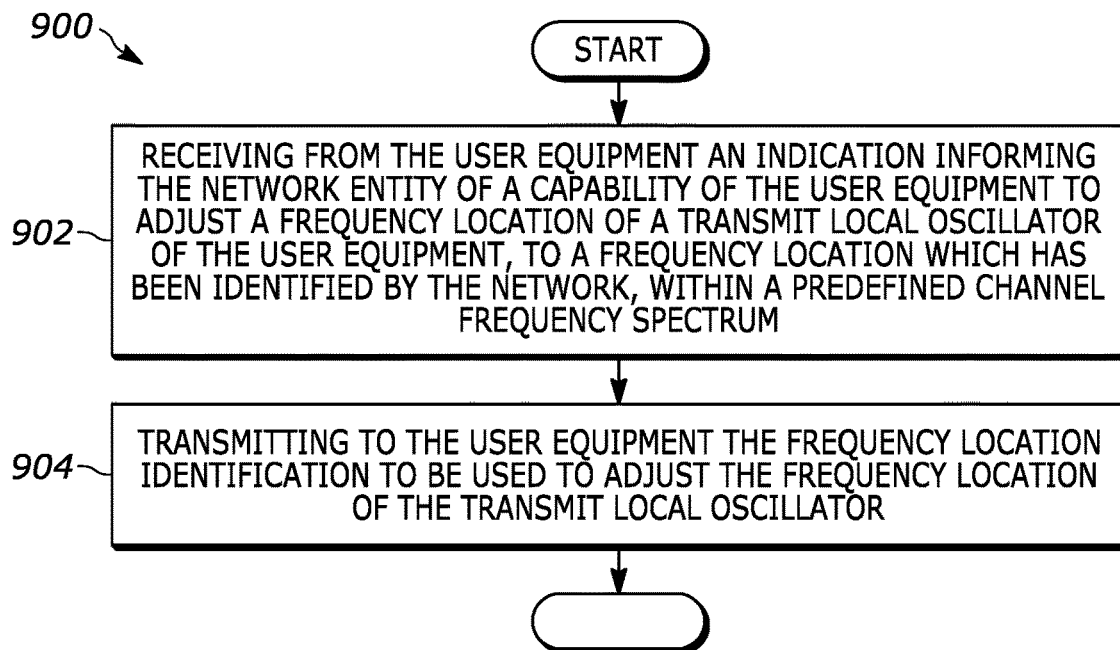 900
START
902
RECEIVING FROM THE USER EQUIPMENT AN INDICATION INFORMING
THE NETWORK ENTITY OF A CAPABILITY OF THE USER EQUIPMENT TO
ADJUST A FREQUENCY LOCATION OF A TRANSMIT LOCAL OSCILLATOR
OF THE USER EQUIPMENT, TO A FREQUENCY LOCATION WHICH HAS
BEEN IDENTIFIED BY THE NETWORK, WITHIN A PREDEFINED CHANNEL
FREQUENCY SPECTRUM
904
TRANSMITTING TO THE USER EQUIPMENT THE FREQUENCY LOCATION
IDENTIFICATION TO BE USED TO ADJUST THE FREQUENCY LOCATION
OF THE TRANSMIT LOCAL OSCILLATOR